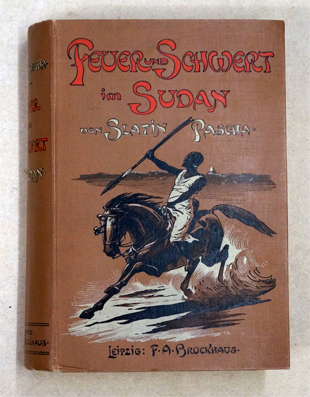 FEUER UND SCHWERT
im SUDAN
VON SLATIN PASCHA.
LEIPZIG: F. A. BROCKHAUS.